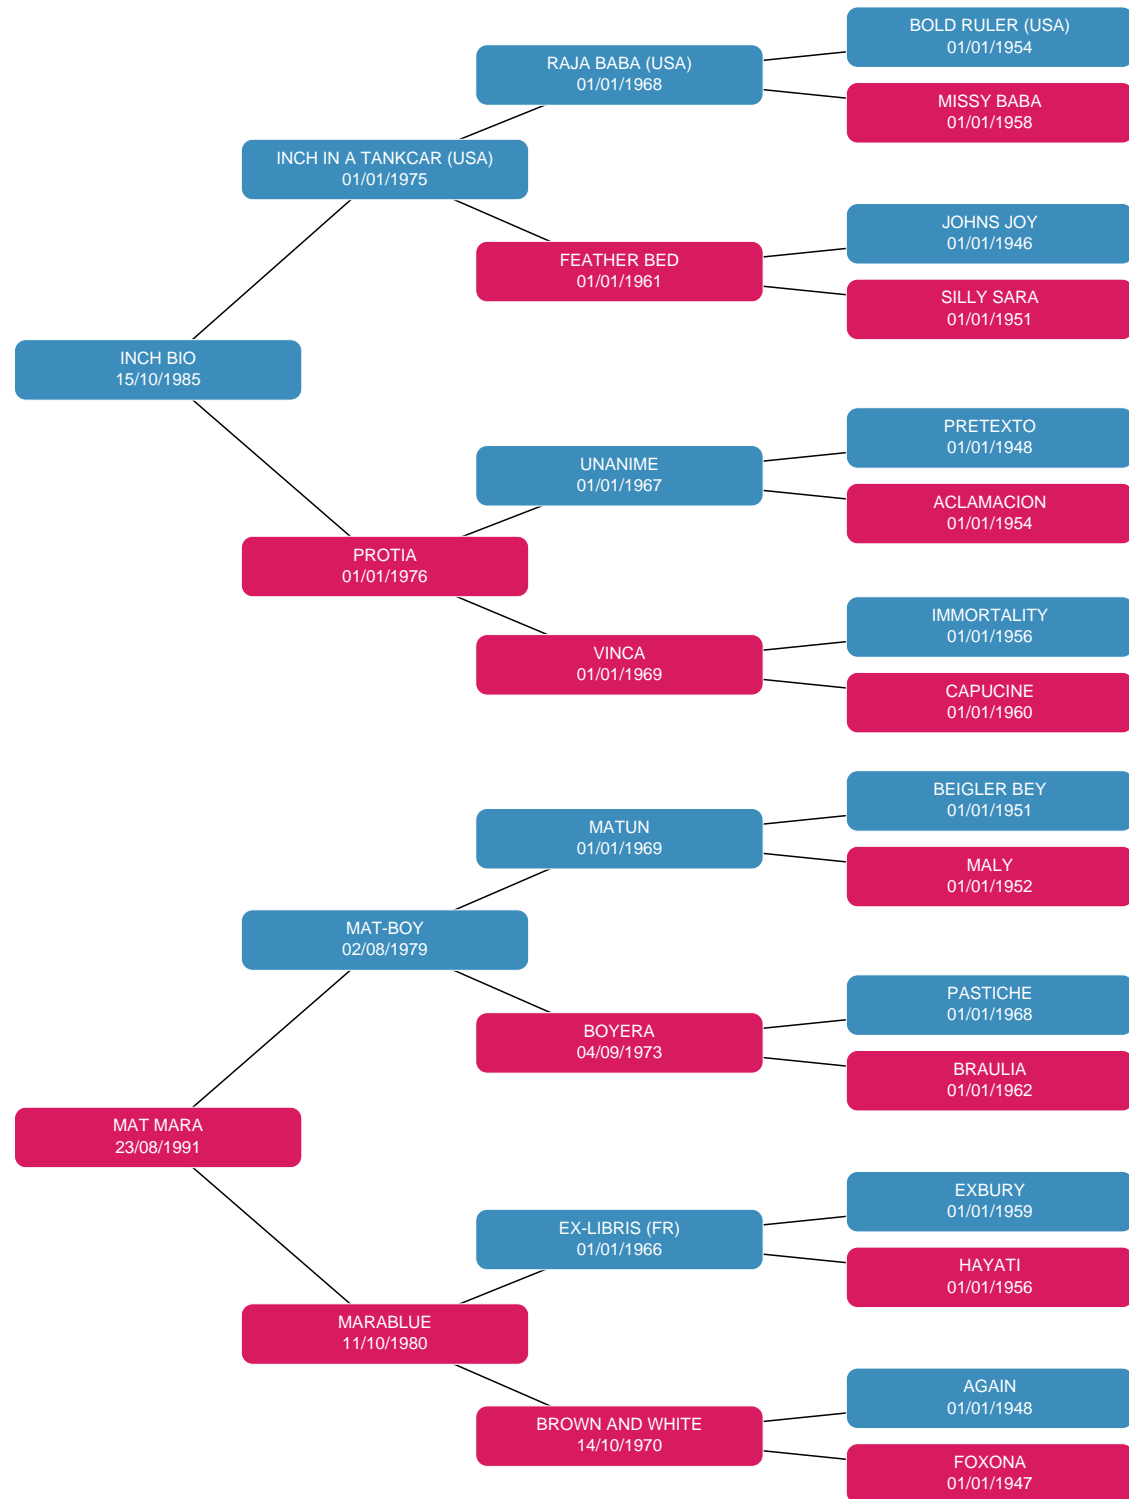 BOLD RULER (USA)
01/01/1954
RAJA BABA (USA)
01/01/1968
MISSY BABA
01/01/1958
INCH IN A TANKCAR (USA)
01/01/1975
JOHNS JOY
01/01/1946
FEATHER BED
01/01/1961
SILLY SARA
01/01/1951
INCH BIO
15/10/1985
PRETEXTO
01/01/1948
UNANIME
01/01/1967
ACLAMACION
01/01/1954
PROTIA
01/01/1976
IMMORTALITY
01/01/1956
VINCA
01/01/1969
CAPUCINE
01/01/1960
BEIGLER BEY
01/01/1951
MATUN
01/01/1969
MALY
01/01/1952
MAT-BOY
02/08/1979
PASTICHE
01/01/1968
BOYERA
04/09/1973
BRAULIA
01/01/1962
MAT MARA
23/08/1991
EXBURY
01/01/1959
EX-LIBRIS (FR)
01/01/1966
HAYATI
01/01/1956
MARABLUE
11/10/1980
AGAIN
01/01/1948
BROWN AND WHITE
14/10/1970
FOXONA
01/01/1947